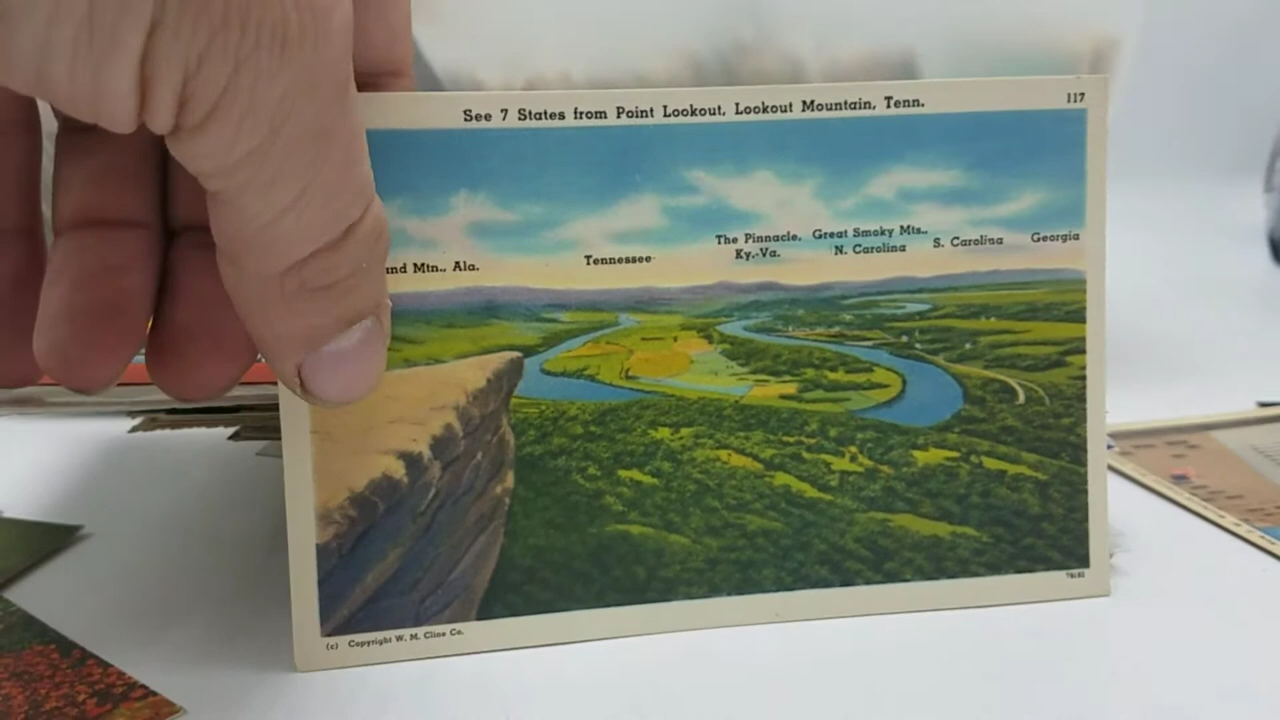 See 7 States from Point Lookout, Lookout Mountain, Tenn.
117
nd Mtn., Ala.
Tennessee
The Pinnacle, Ky.-Va.
Great Smoky Mts., N. Carolina
S. Carolina
Georgia
(c) Copyright W. M. Cline Co.